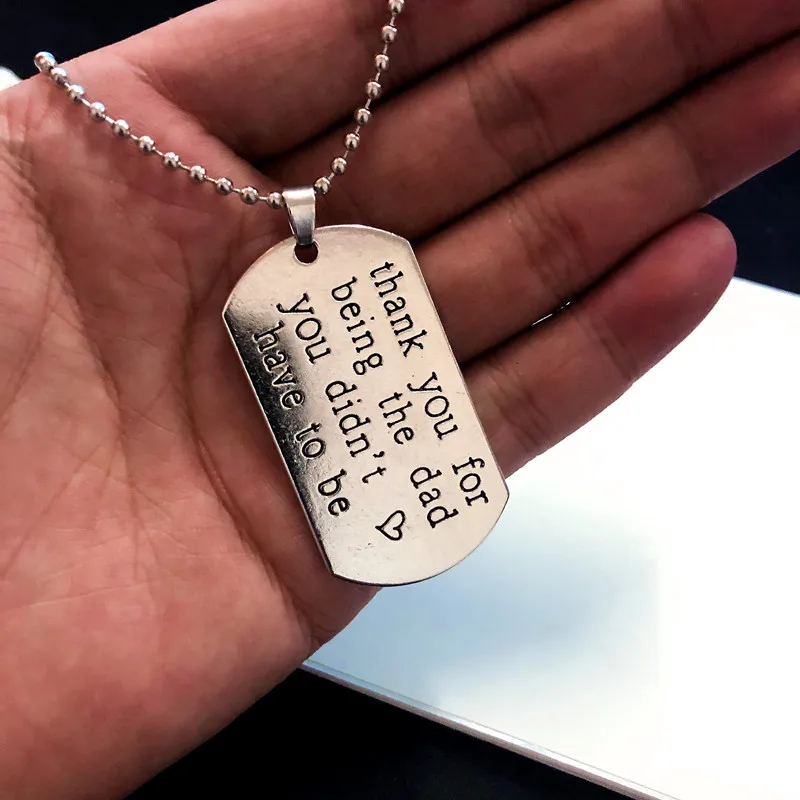 thank you for
being the dad
you didn't ♡
have to be